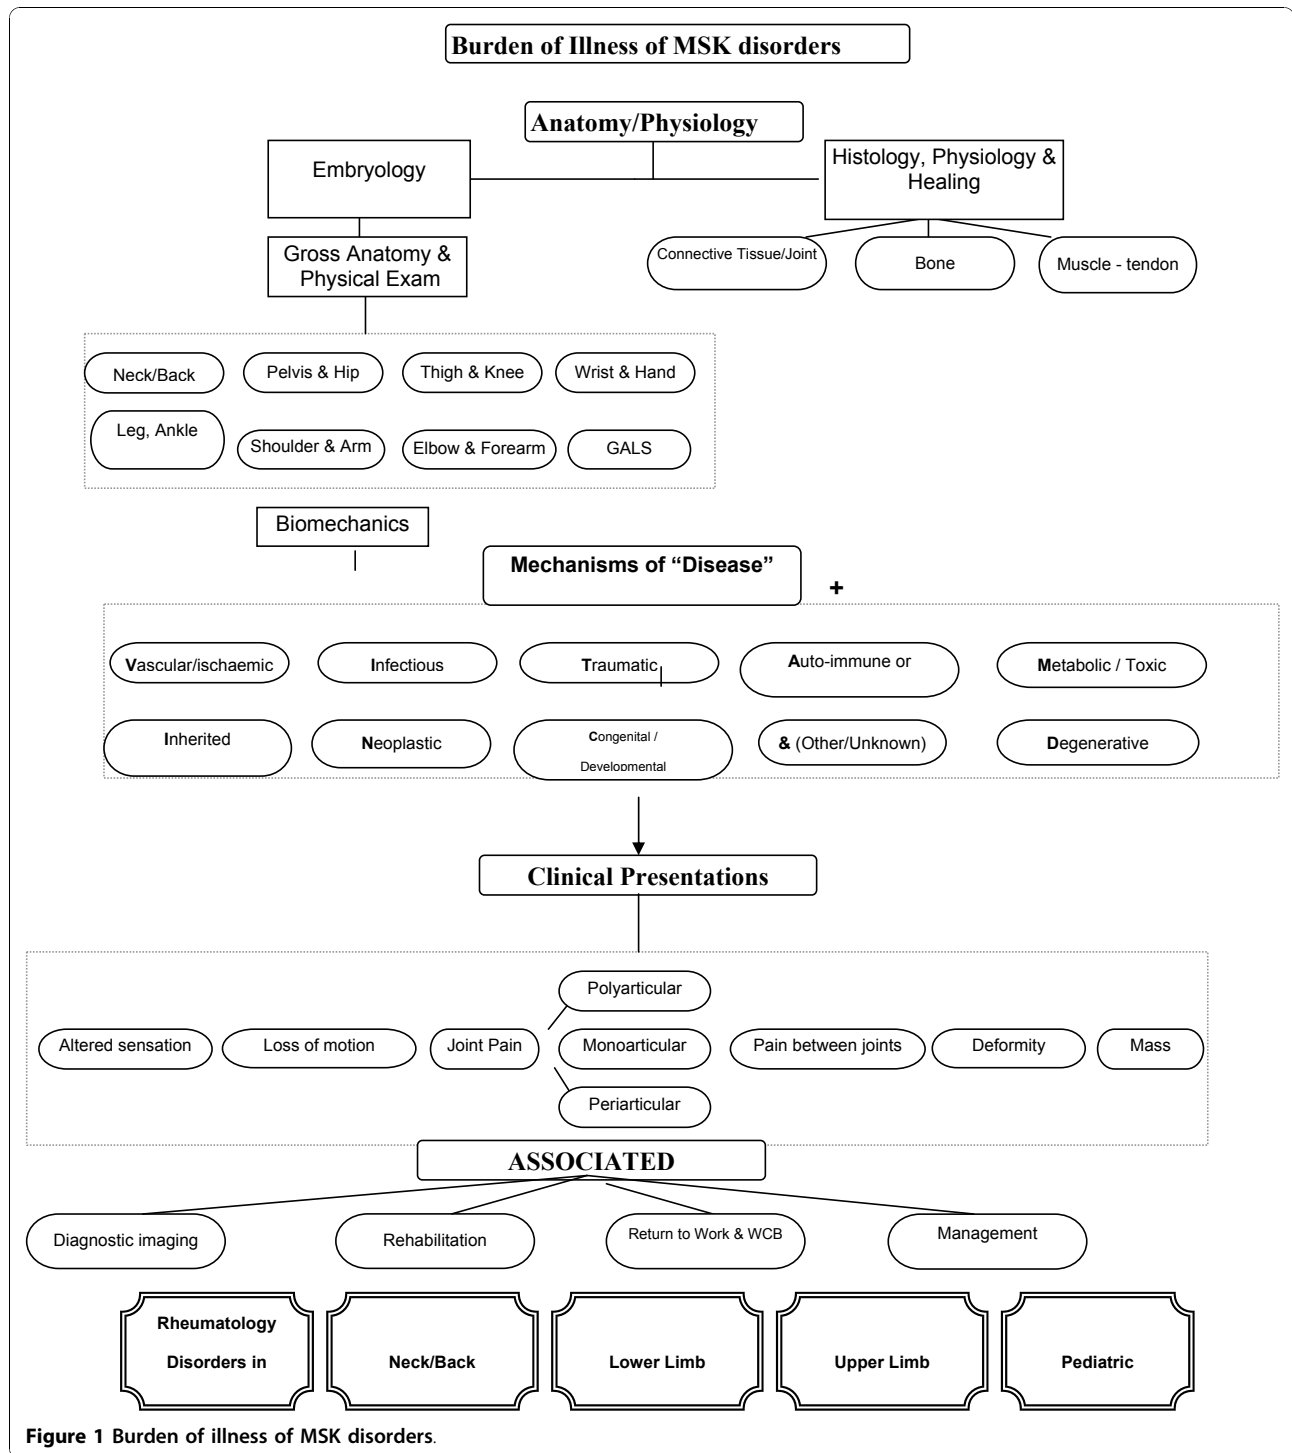 Burden of Illness of MSK disorders
Anatomy/Physiology
Embryology
Histology, Physiology &
Healing
Gross Anatomy &
Physical Exam
Connective Tissue/Joint
Bone
Muscle - tendon
Neck/Back
Pelvis & Hip
Thigh & Knee
Wrist & Hand
Leg, Ankle
Shoulder & Arm
Elbow & Forearm
GALS
Biomechanics
Mechanisms of “Disease”
+
Vascular/ischaemic
Infectious
Traumatic
Auto-immune or
Metabolic / Toxic
Inherited
Neoplastic
Congenital /
Developmental
& (Other/Unknown)
Degenerative
Clinical Presentations
Polyarticular
Altered sensation
Loss of motion
Joint Pain
Monoarticular
Pain between joints
Deformity
Mass
Periarticular
ASSOCIATED
Diagnostic imaging
Rehabilitation
Return to Work & WCB
Management
Rheumatology
Disorders in
Neck/Back
Lower Limb
Upper Limb
Pediatric
Figure 1 Burden of illness of MSK disorders.